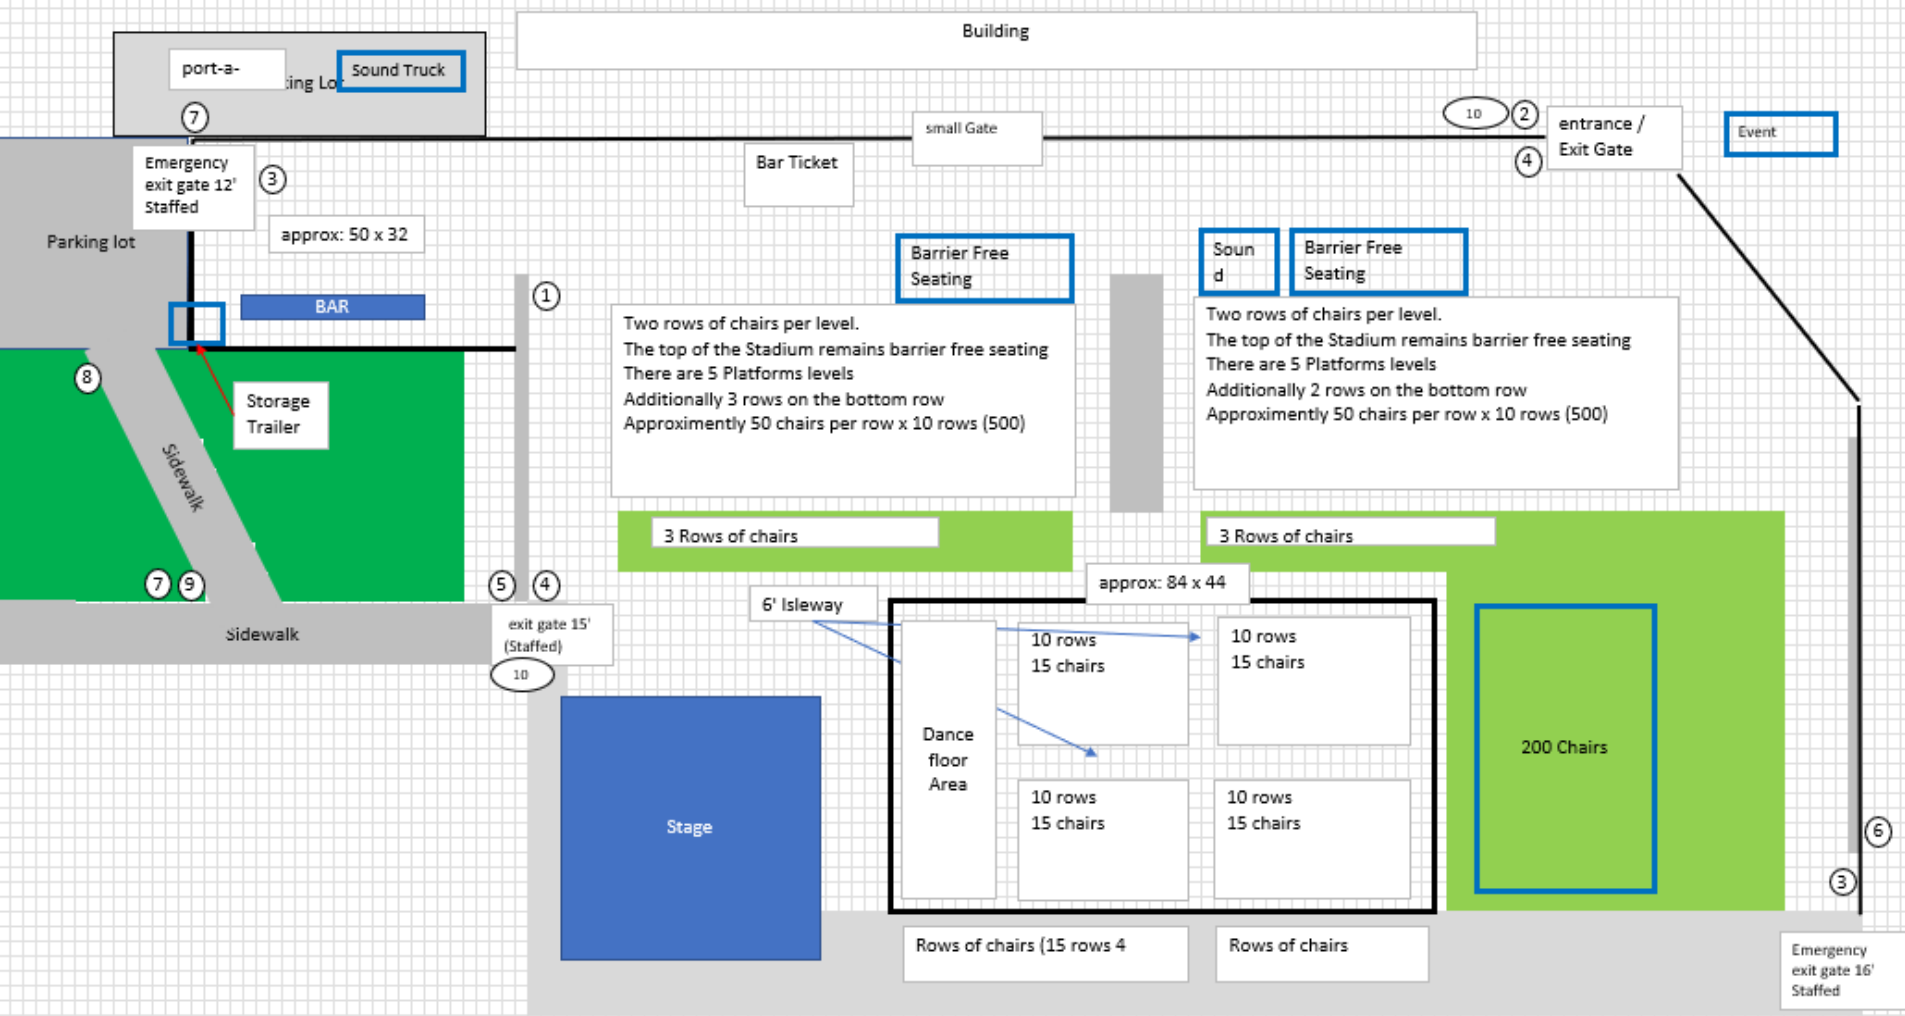 Building
port-a-
Sound Truck
king Lo
7
10
2
entrance /
Exit Gate
Event
small Gate
4
Emergency
exit gate 12'
Staffed
3
Bar Ticket
Parking lot
approx: 50 x 32
BAR
1
Barrier Free
Seating
Soun
d
Barrier Free
Seating
Two rows of chairs per level.
The top of the Stadium remains barrier free seating
There are 5 Platforms levels
Additionally 3 rows on the bottom row
Approximently 50 chairs per row x 10 rows (500)
Two rows of chairs per level.
The top of the Stadium remains barrier free seating
There are 5 Platforms levels
Additionally 2 rows on the bottom row
Approximently 50 chairs per row x 10 rows (500)
8
Storage
Trailer
Sidewalk
3 Rows of chairs
3 Rows of chairs
7
9
5
4
approx: 84 x 44
6' Isleway
Sidewalk
exit gate 15'
(Staffed)
10
10 rows
15 chairs
10 rows
15 chairs
Dance
floor
Area
Stage
200 Chairs
10 rows
15 chairs
10 rows
15 chairs
6
3
Rows of chairs (15 rows 4
Rows of chairs
Emergency
exit gate 16'
Staffed